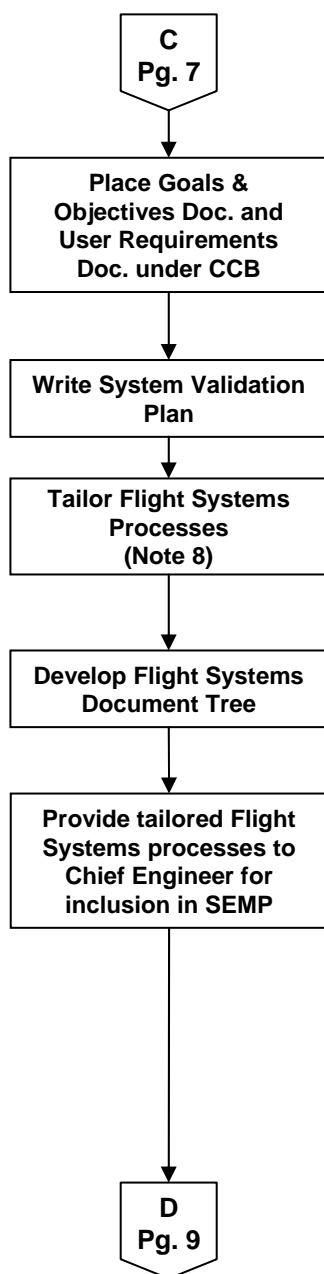 C
Pg. 7
Place Goals &
Objectives Doc. and
User Requirements
Doc. under CCB
Write System Validation
Plan
Tailor Flight Systems
Processes
(Note 8)
Develop Flight Systems
Document Tree
Provide tailored Flight
Systems processes to
Chief Engineer for
inclusion in SEMP
D
Pg. 9